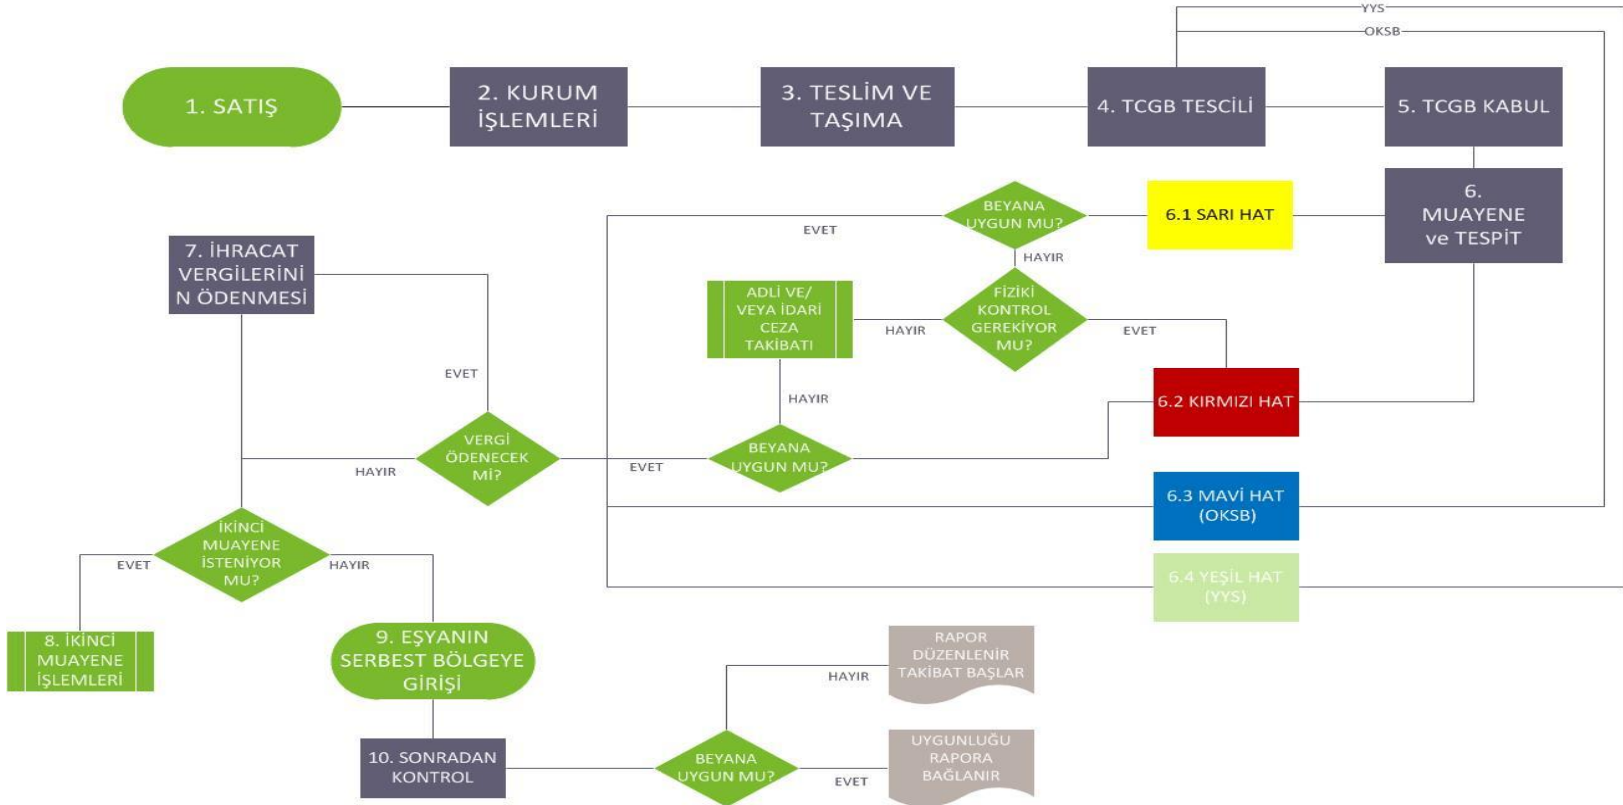 YYS
OKSB
1. SATIŞ
2. KURUM
İŞLEMLERİ
3. TESLİM VE
TAŞIMA
4. TCGB TESCİLİ
5. TCGB KABUL
6.
MUAYENE
ve TESPİT
6.1 SARI HAT
BEYANA
UYGUN MU?
EVET
HAYIR
7. İHRACAT
VERGİLERİNİ
N ÖDENMESİ
ADLİ VE/
VEYA İDARİ
CEZA
TAKİBATI
HAYIR
FİZİKİ
KONTROL
GEREKİYOR
MU?
EVET
EVET
HAYIR
6.2 KIRMIZI HAT
VERGİ
ÖDENECEK
Mİ?
HAYIR
EVET
BEYANA
UYGUN MU?
6.3 MAVİ HAT
(OKSB)
İKİNCİ
MUAYENE
İSTENİYOR
MU?
EVET
HAYIR
6.4 YEŞİL HAT
(YYS)
8. İKİNCİ
MUAYENE
İŞLEMLERİ
9. EŞYANIN
SERBEST BÖLGEYE
GİRİŞİ
RAPOR
DÜZENLENİR
TAKİBAT BAŞLAR
HAYIR
10. SONRADAN
KONTROL
BEYANA
UYGUN MU?
EVET
UYGUNLUĞU
RAPORA
BAĞLANIR